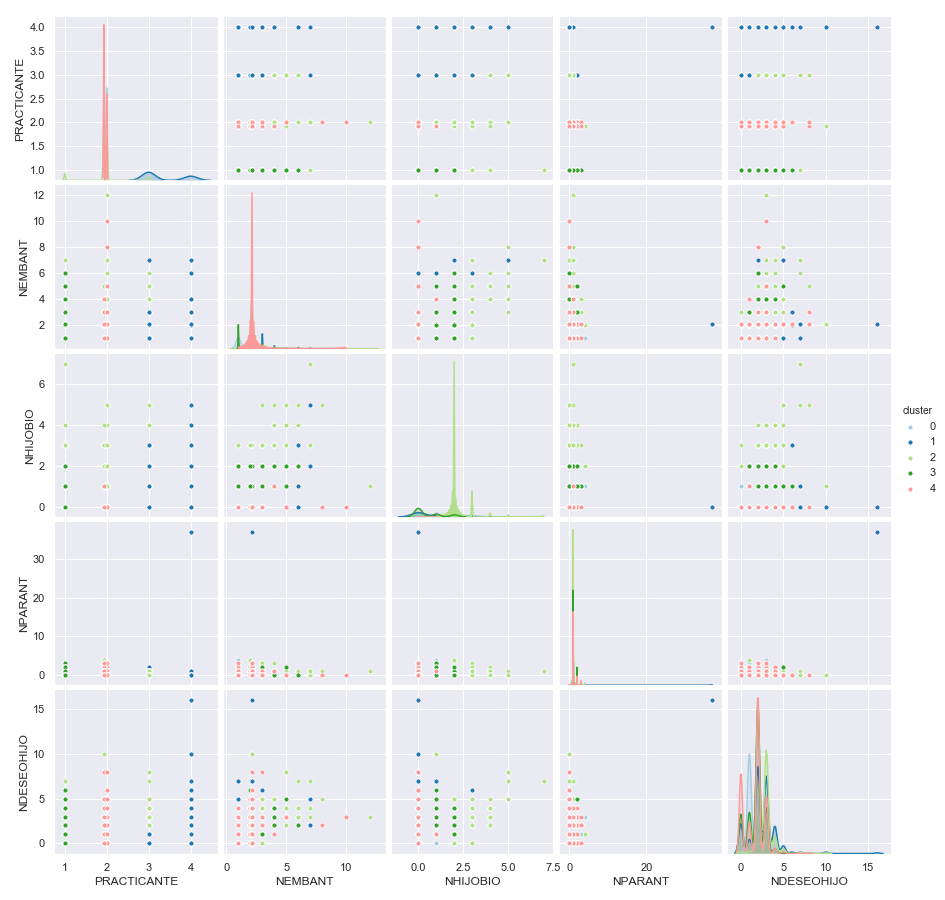 4.0
3.5
3.0
2.5
2.0
1.5
1.0
PRACTICANTE
12
10
8
6
4
2
NEMBANT
6
4
2
0
NHIJOBIO
cluster
0
1
2
3
4
30
20
10
0
NPARANT
15
10
5
0
NDESEOHIJO
1 2 3 4
PRACTICANTE
0 5 10
NEMBANT
0.0 2.5 5.0 7.5
NHIJOBIO
0 20
NPARANT
0 5 10 15
NDESEOHIJO